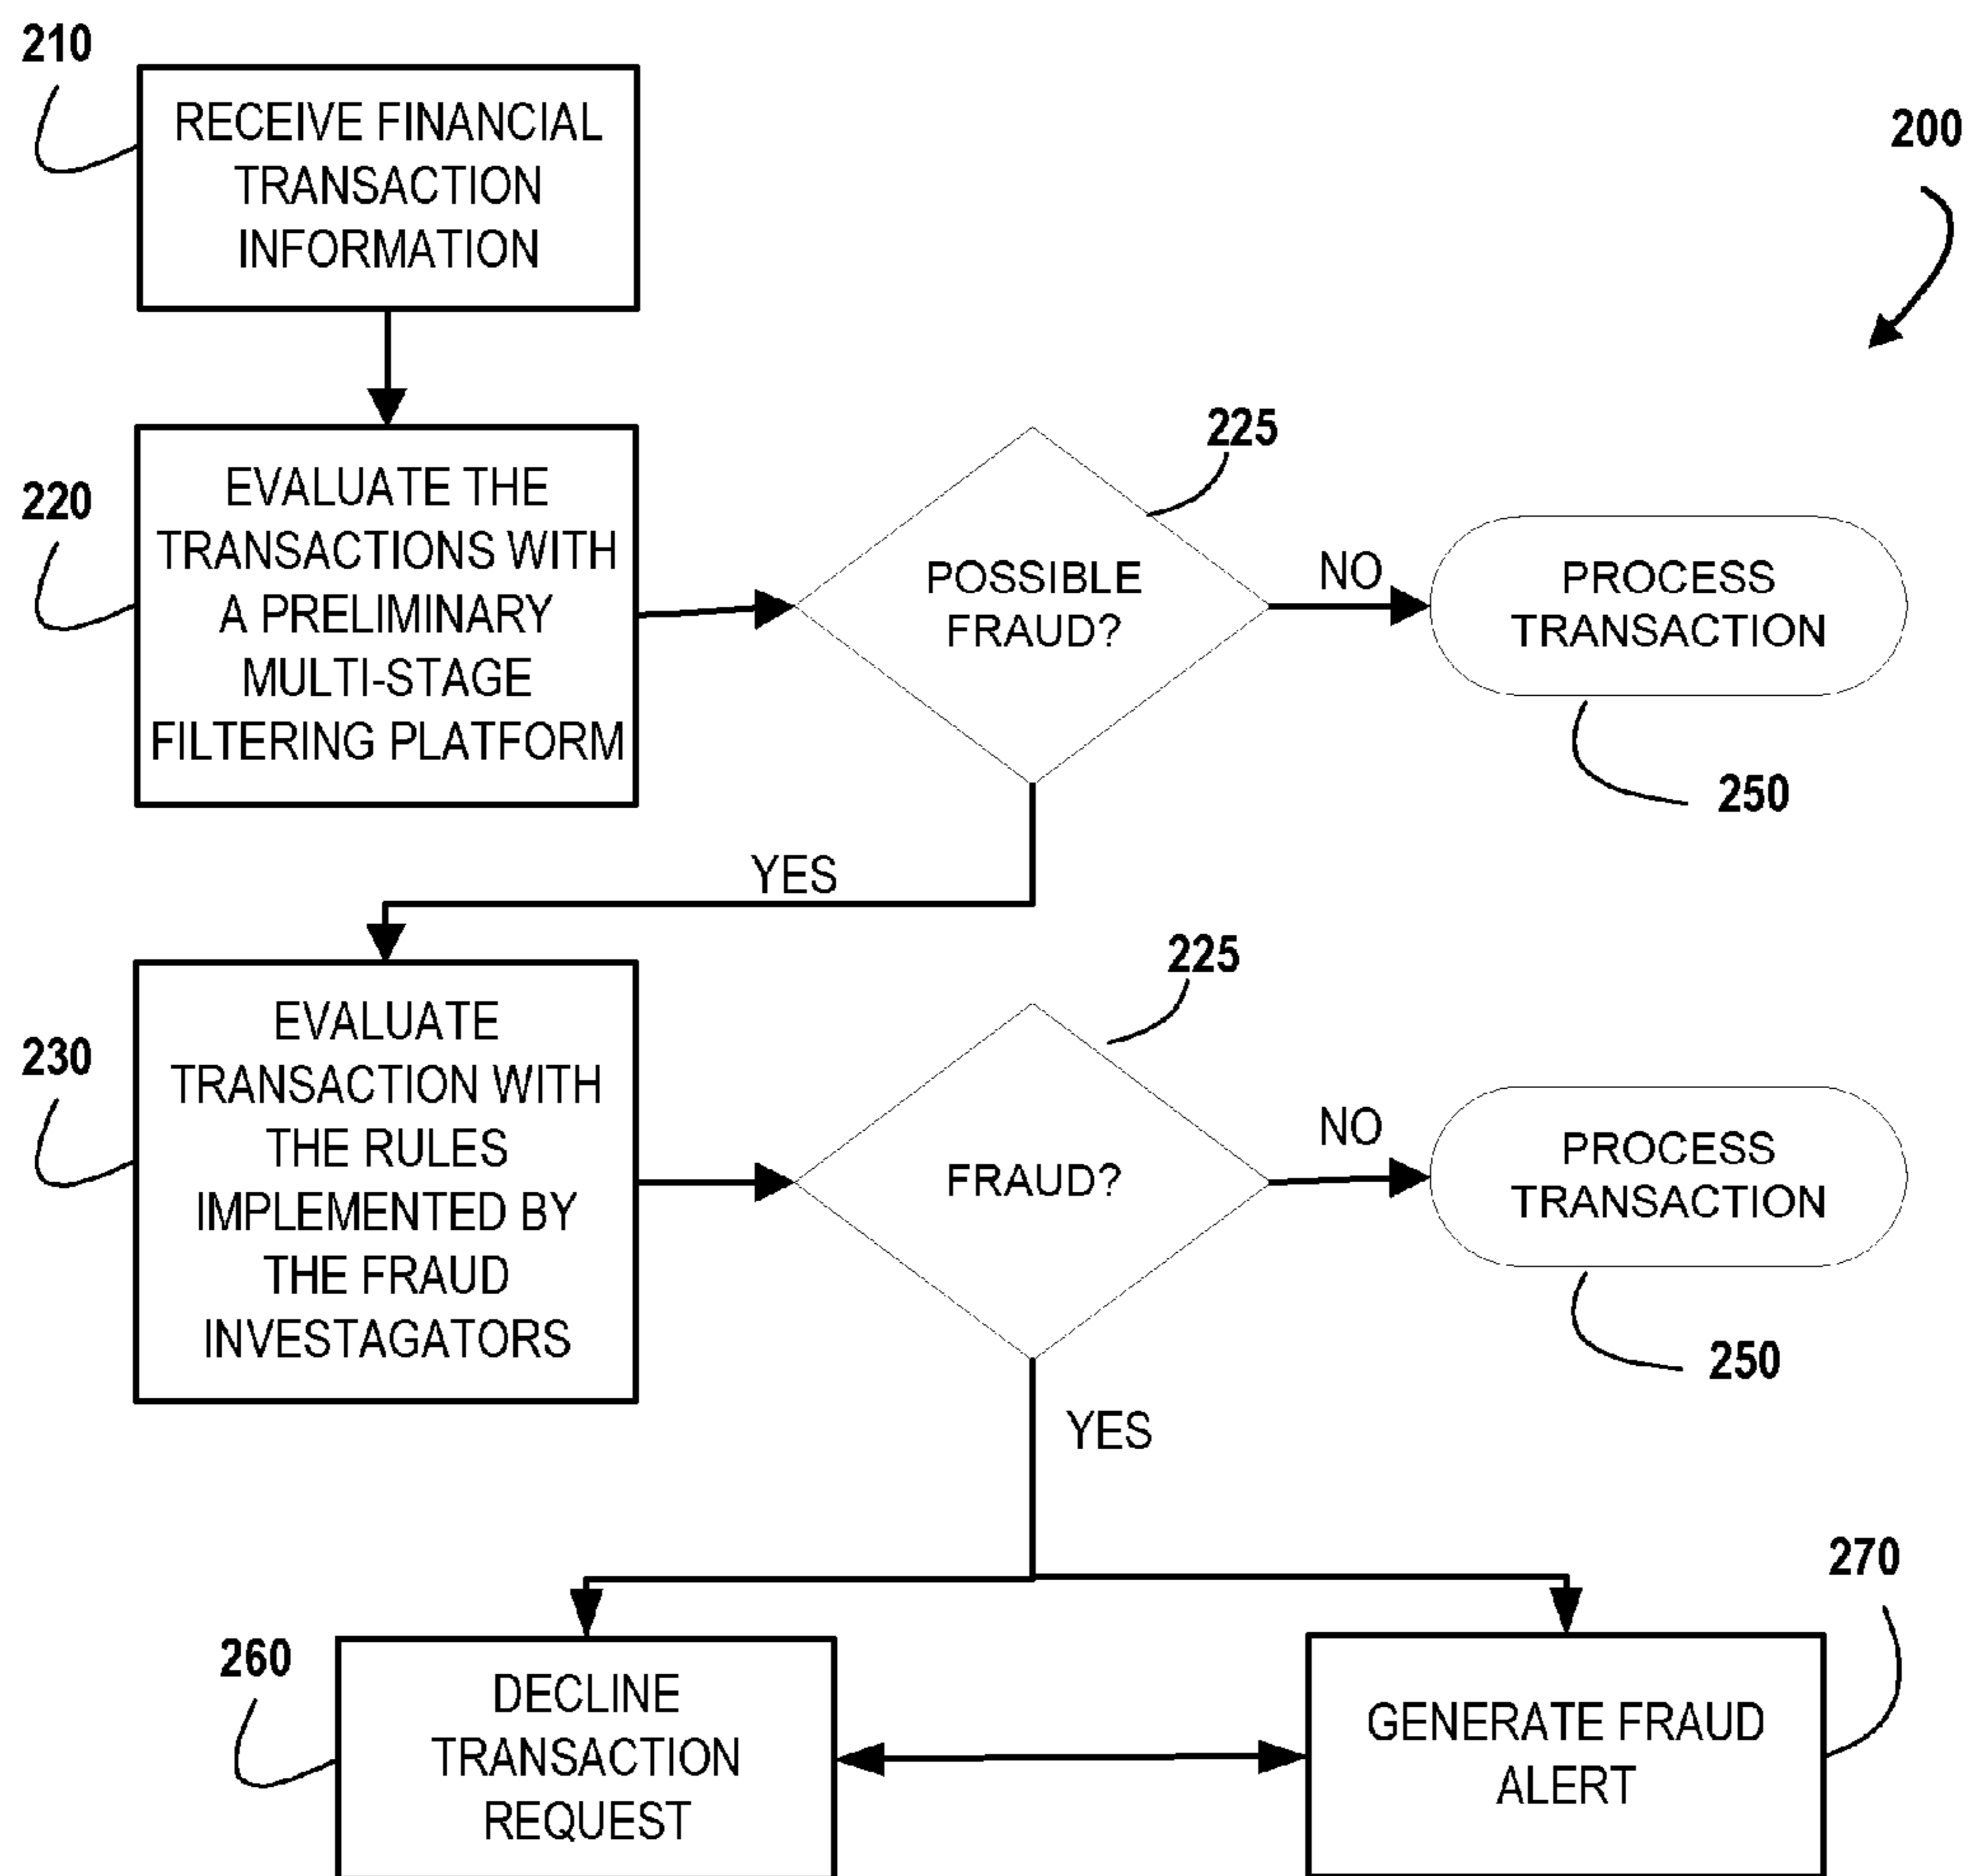 210
RECEIVE FINANCIAL
TRANSACTION
INFORMATION
200
220
EVALUATE THE
TRANSACTIONS WITH
A PRELIMINARY
MULTI-STAGE
FILTERING PLATFORM
225
POSSIBLE
FRAUD?
NO
PROCESS
TRANSACTION
250
YES
230
EVALUATE
TRANSACTION WITH
THE RULES
IMPLEMENTED BY
THE FRAUD
INVESTAGATORS
225
FRAUD?
NO
PROCESS
TRANSACTION
250
YES
260
DECLINE
TRANSACTION
REQUEST
270
GENERATE FRAUD
ALERT